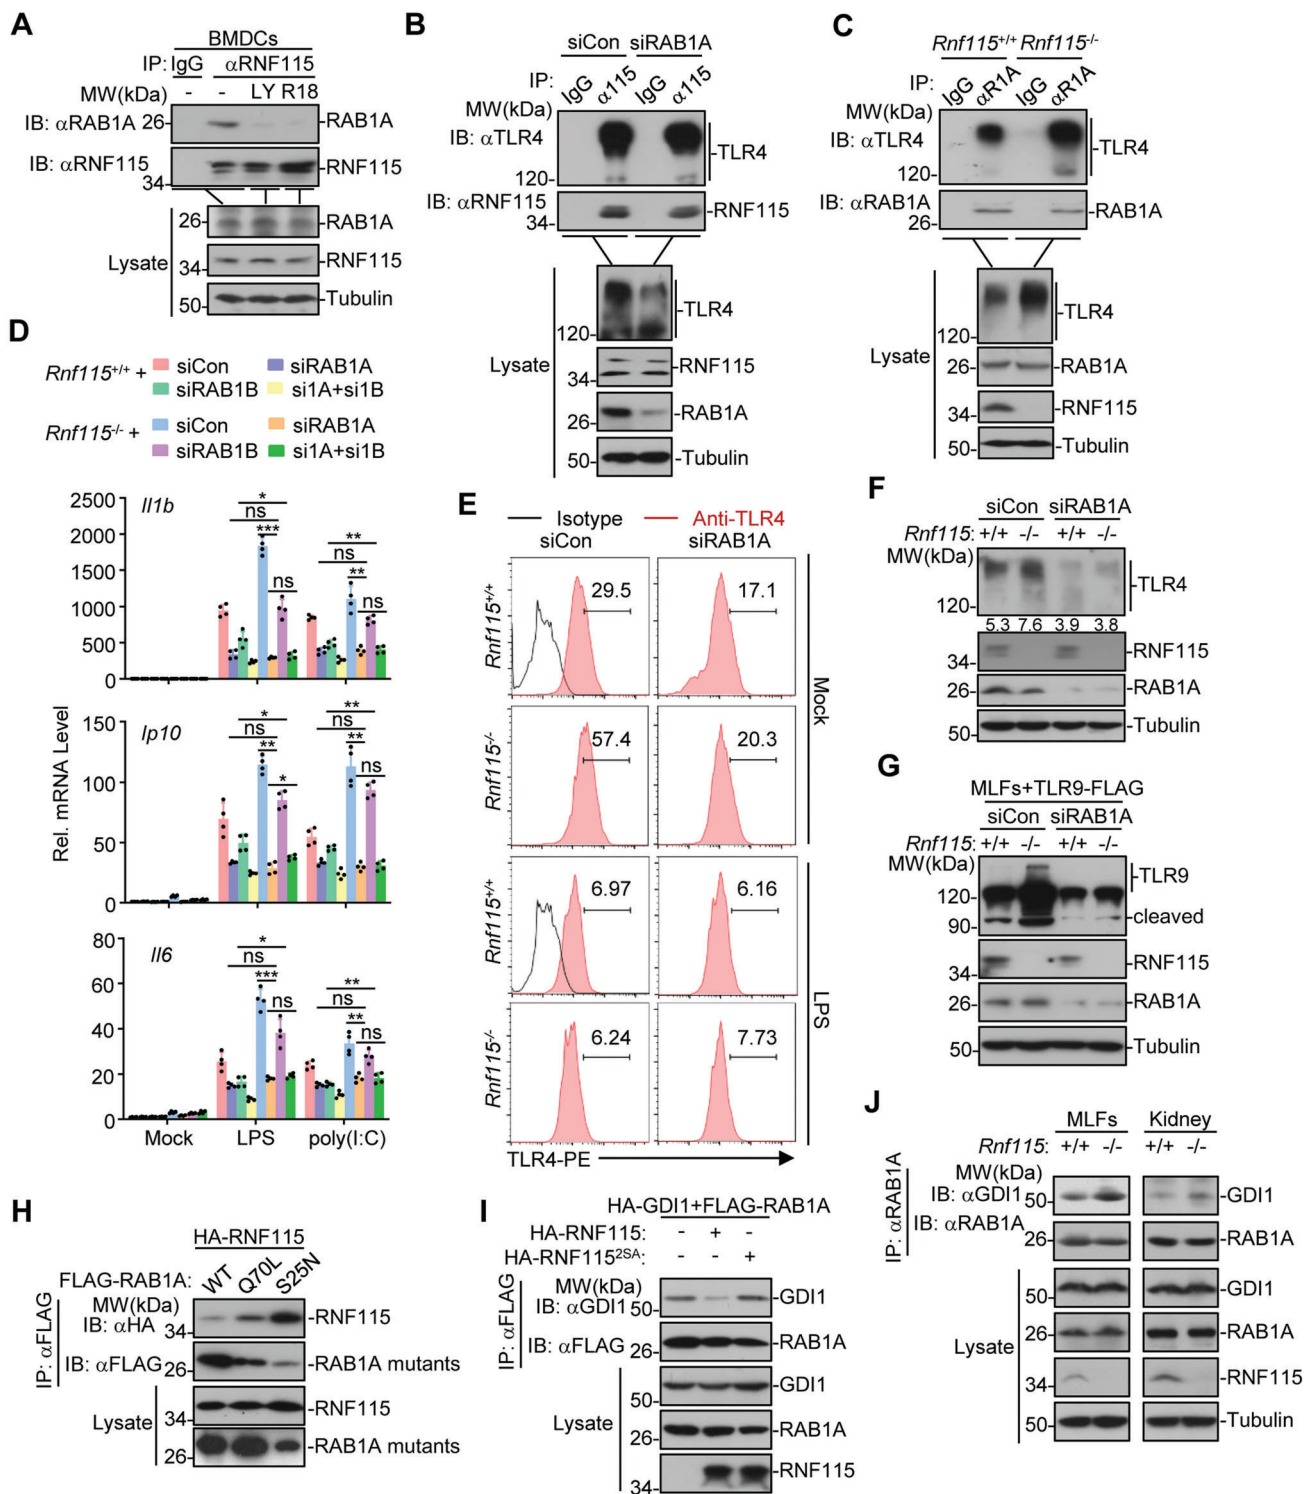 A
BMDCs
IP: IgG αRNF115
MW(kDa) - - LY R18
IB: αRAB1A 26 -RAB1A
IB: αRNF115 -RNF115
34
26- -RAB1A
Lysate -RNF115
34
50- -Tubulin
B
siCon siRAB1A
IP: IgG α115 IgG α115
MW(kDa)
IB: αTLR4 -TLR4
120-
IB: αRNF115 -RNF115
34-
-TLR4
120-
Lysate
-RNF115
34-
-RAB1A
26-
50- -Tubulin
C
Rnf115+/+ Rnf115-/-
IP: IgG αR1A IgG αR1A
MW(kDa)
IB: αTLR4 -TLR4
120-
IB: αRAB1A -RAB1A
26-
-TLR4
120-
Lysate
26- -RAB1A
34- -RNF115
50- -Tubulin
D
Rnf115+/+ + siCon siRAB1A
siRAB1B si1A+si1B
Rnf115-/- + siCon siRAB1A
siRAB1B si1A+si1B
Rel. mRNA Level
Il1b
2500
2000
1500
1000
500
0
* ns *** ns
** ns ** ns
Ip10
150
100
50
0
* ns ** *
** ns ** ns
Il6
80
60
40
20
0
* ns *** ns
** ns ** ns
Mock LPS poly(I:C)
E
Isotype Anti-TLR4
siCon siRAB1A
Rnf115+/+ 29.5 17.1
Mock
Rnf115-/- 57.4 20.3
Rnf115+/+ 6.97 6.16
LPS
Rnf115-/- 6.24 7.73
TLR4-PE
F
siCon siRAB1A
Rnf115: +/+ -/- +/+ -/-
MW(kDa)
-TLR4
120-
5.3 7.6 3.9 3.8
-RNF115
34-
26- -RAB1A
50- -Tubulin
G
MLFs+TLR9-FLAG
siCon siRAB1A
Rnf115: +/+ -/- +/+ -/-
MW(kDa)
-TLR9
120-
90- cleaved
-RNF115
34-
26- -RAB1A
50- -Tubulin
H
HA-RNF115
FLAG-RAB1A: WT Q70L S25N
IP: αFLAG
MW(kDa)
IB: αHA -RNF115
34-
IB: αFLAG 26- -RAB1A mutants
Lysate
-RNF115
34-
-RAB1A mutants
26-
I
HA-GDI1+FLAG-RAB1A
HA-RNF115: - + -
HA-RNF1152SA: - - +
IP: αFLAG
MW(kDa)
IB: αGDI1 50- -GDI1
IB: αFLAG 26- -RAB1A
Lysate
-GDI1
50-
-RAB1A
26-
-RNF115
34-
J
MLFs Kidney
Rnf115: +/+ -/- +/+ -/-
IP: αRAB1A
MW(kDa)
IB: αGDI1 50- -GDI1
IB: αRAB1A 26- -RAB1A
Lysate
50- -GDI1
26- -RAB1A
34- -RNF115
50- -Tubulin